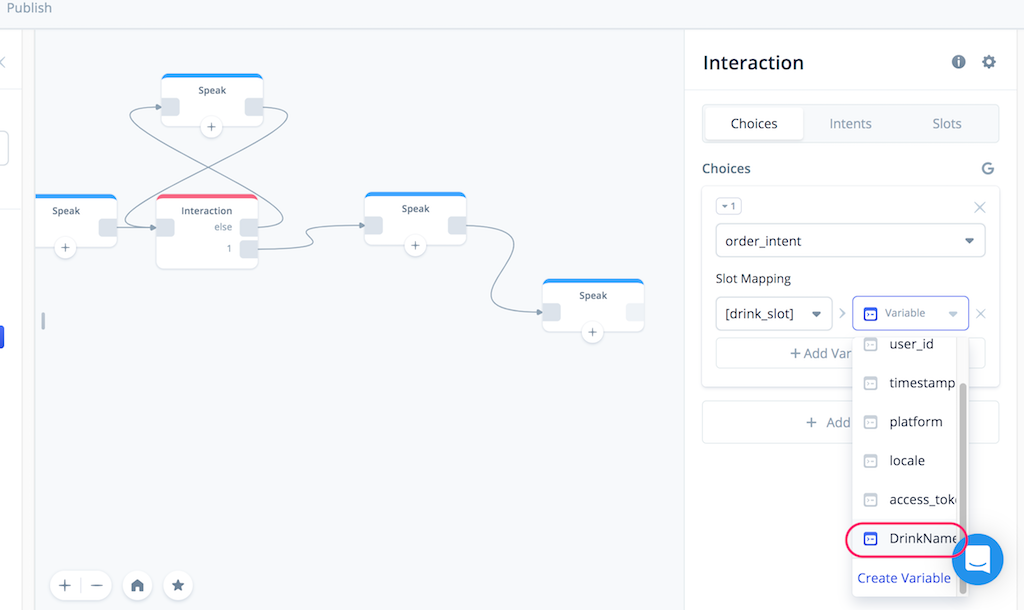 Publish
Speak
Speak
Interaction
else
1
Speak
Speak
Interaction
Choices
Intents
Slots
Choices
1
order_intent
Slot Mapping
[drink_slot]
Variable
Add Var
user_id
timestamp
platform
Add
locale
access_tok
DrinkName
Create Variable